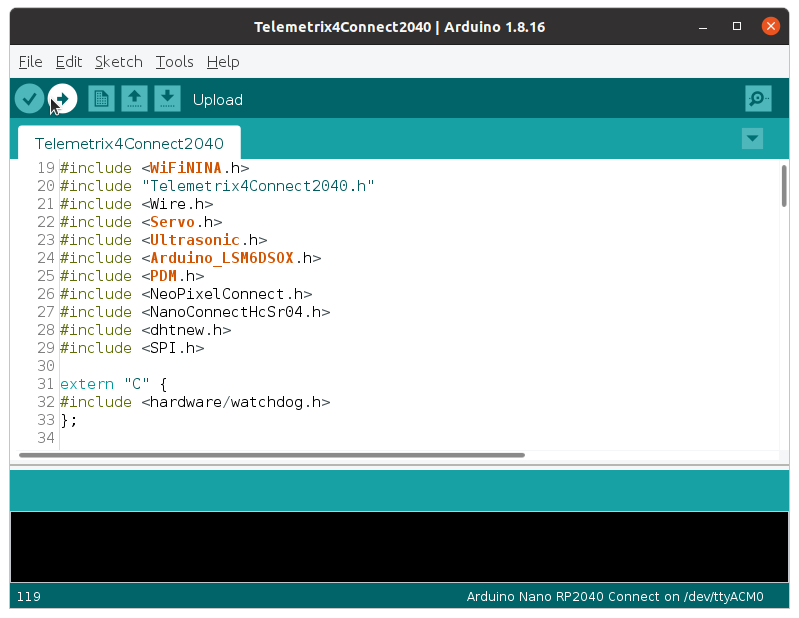 Telemetrix4Connect2040 | Arduino 1.8.16
File Edit Sketch Tools Help
Upload
Telemetrix4Connect2040
19 #include <WiFiNINA.h>
20 #include "Telemetrix4Connect2040.h"
21 #include <Wire.h>
22 #include <Servo.h>
23 #include <Ultrasonic.h>
24 #include <Arduino_LSM6DSOX.h>
25 #include <PDM.h>
26 #include <NeoPixelConnect.h>
27 #include <NanoConnectHcSr04.h>
28 #include <dhtnew.h>
29 #include <SPI.h>
30
31 extern "C" {
32 #include <hardware/watchdog.h>
33 };
34
119 Arduino Nano RP2040 Connect on /dev/ttyACM0